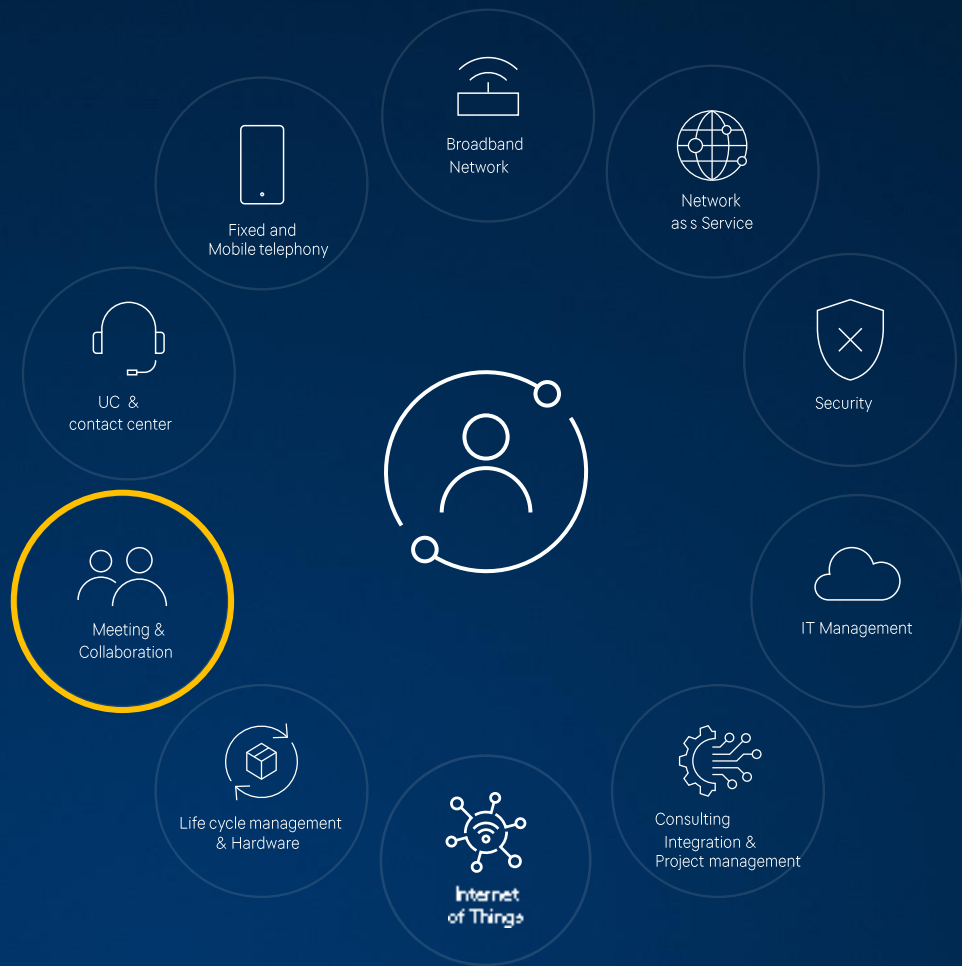 Broadband
Network
Network
as s Service
Fixed and
Mobile telephony
Security
UC &
contact center
IT Management
Meeting &
Collaboration
Life cycle management
& Hardware
Consulting
Integration &
Project management
Internet
of Things